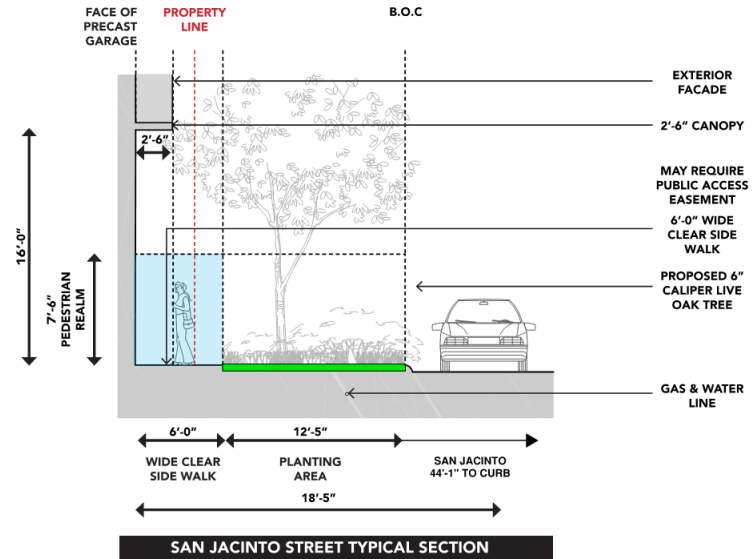 FACE OF
PRECAST
GARAGE
PROPERTY
LINE
B.O.C
EXTERIOR
FACADE
2'-6" CANOPY
2'-6"
MAY REQUIRE
PUBLIC ACCESS
EASEMENT
6'-0" WIDE
CLEAR SIDE
WALK
16'-0"
7'-6"
PEDESTRIAN
REALM
PROPOSED 6"
CALIPER LIVE
OAK TREE
GAS & WATER
LINE
6'-0"
12'-5"
WIDE CLEAR
SIDE WALK
PLANTING
AREA
SAN JACINTO
44'-1" TO CURB
18'-5"
SAN JACINTO STREET TYPICAL SECTION